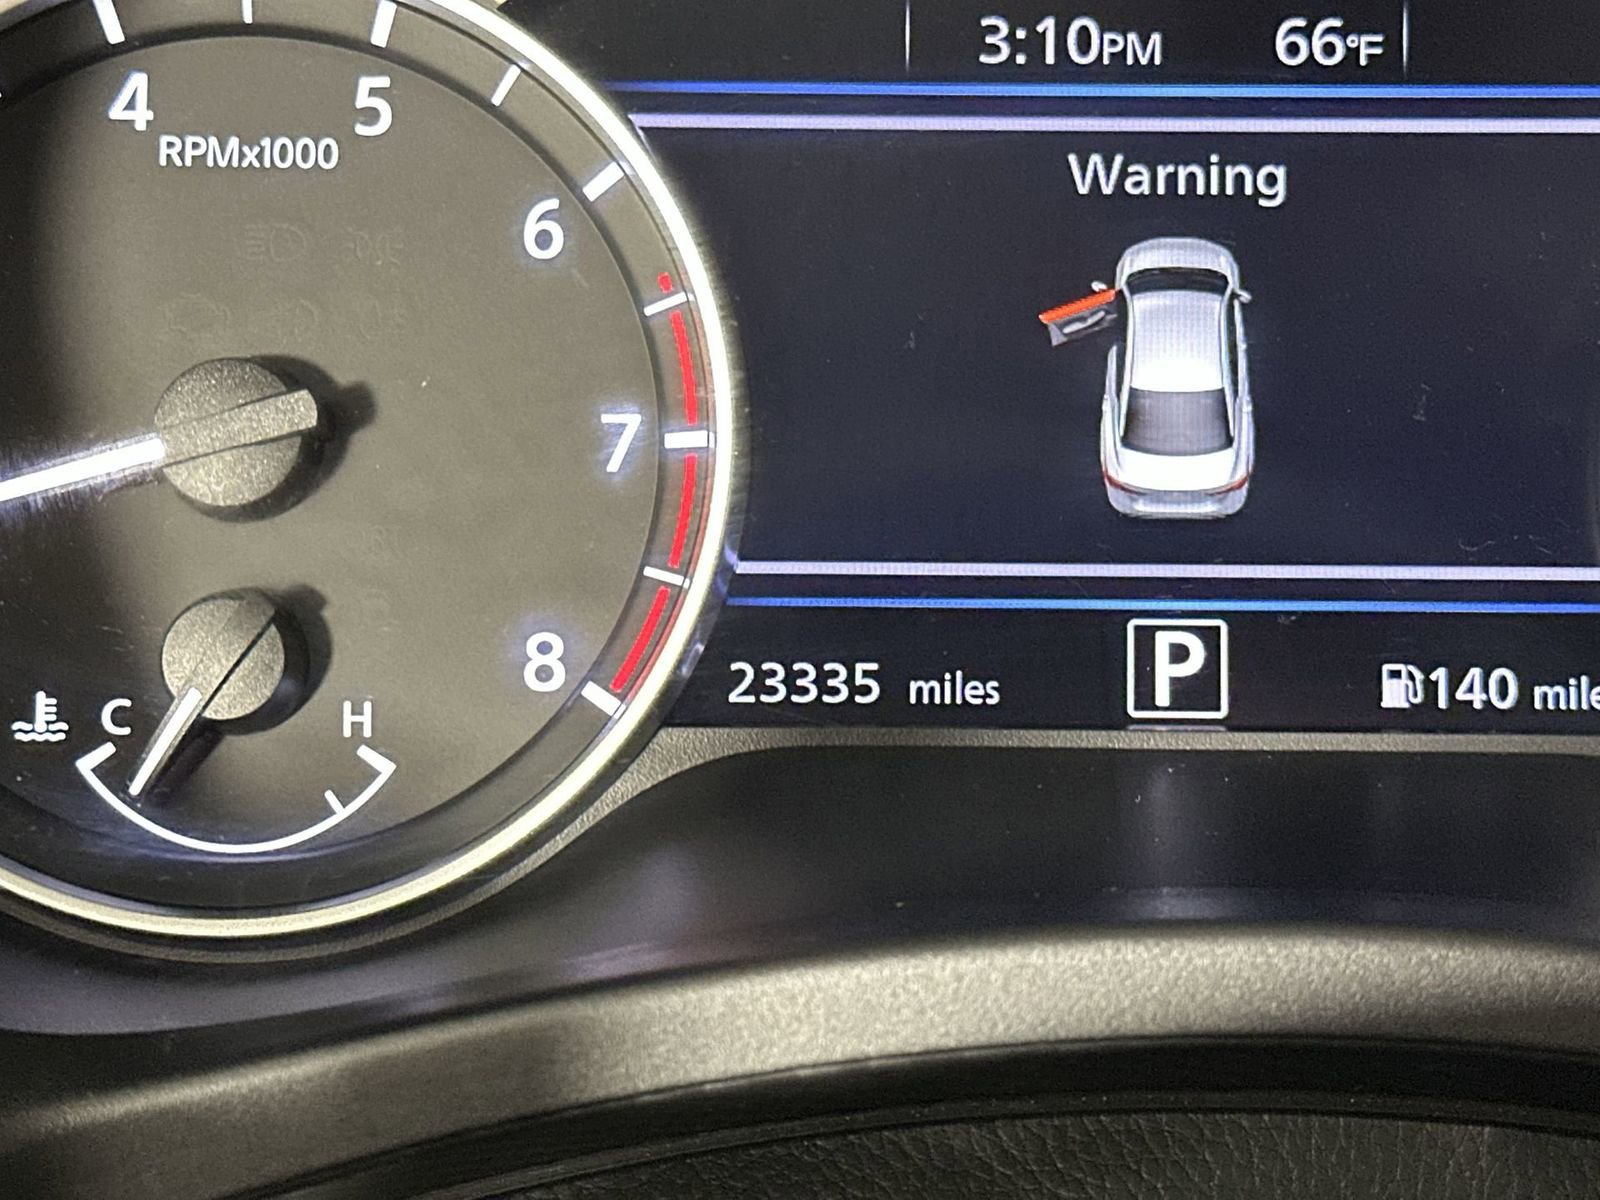 3:10PM 66°F
4 5
RPMx1000
Warning
6
7
8
23335 miles P 140 mile
C H